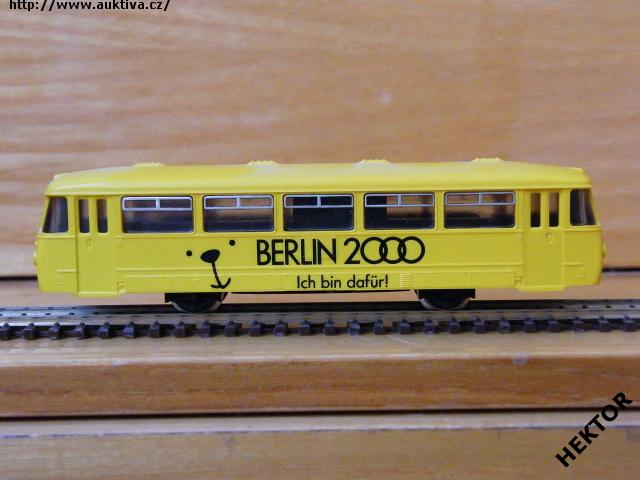 http://www.auktiva.cz/
BERLIN 2000
Ich bin dafür!
HEKTOR